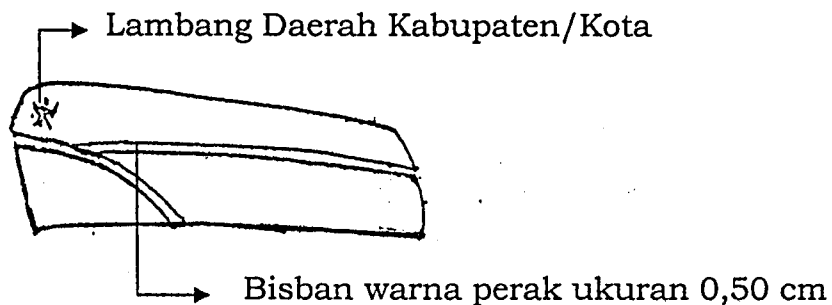 Lambang Daerah Kabupaten/Kota
Bisban warna perak ukuran 0,50 cm